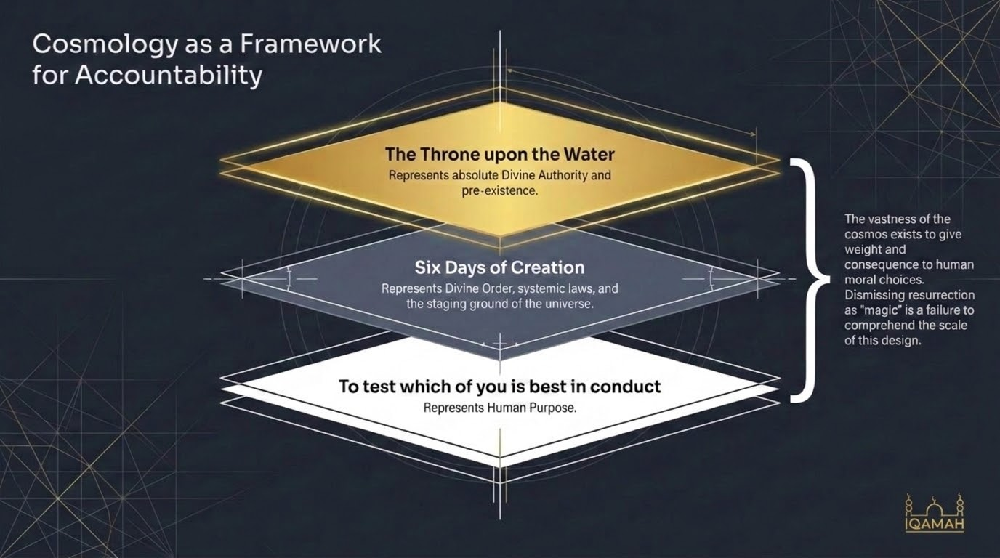 Cosmology as a Framework
for Accountability
The Throne upon the Water
Represents absolute Divine Authority and
pre-existence.
Six Days of Creation
Represents Divine Order, systemic laws, and
the staging ground of the universe.
To test which of you is best in conduct
Represents Human Purpose.
The vastness of the
cosmos exists to give
weight and
consequence to human
moral choices.
Dismissing resurrection
as "magic" is a failure to
comprehend the scale
of this design.
IQAMAH